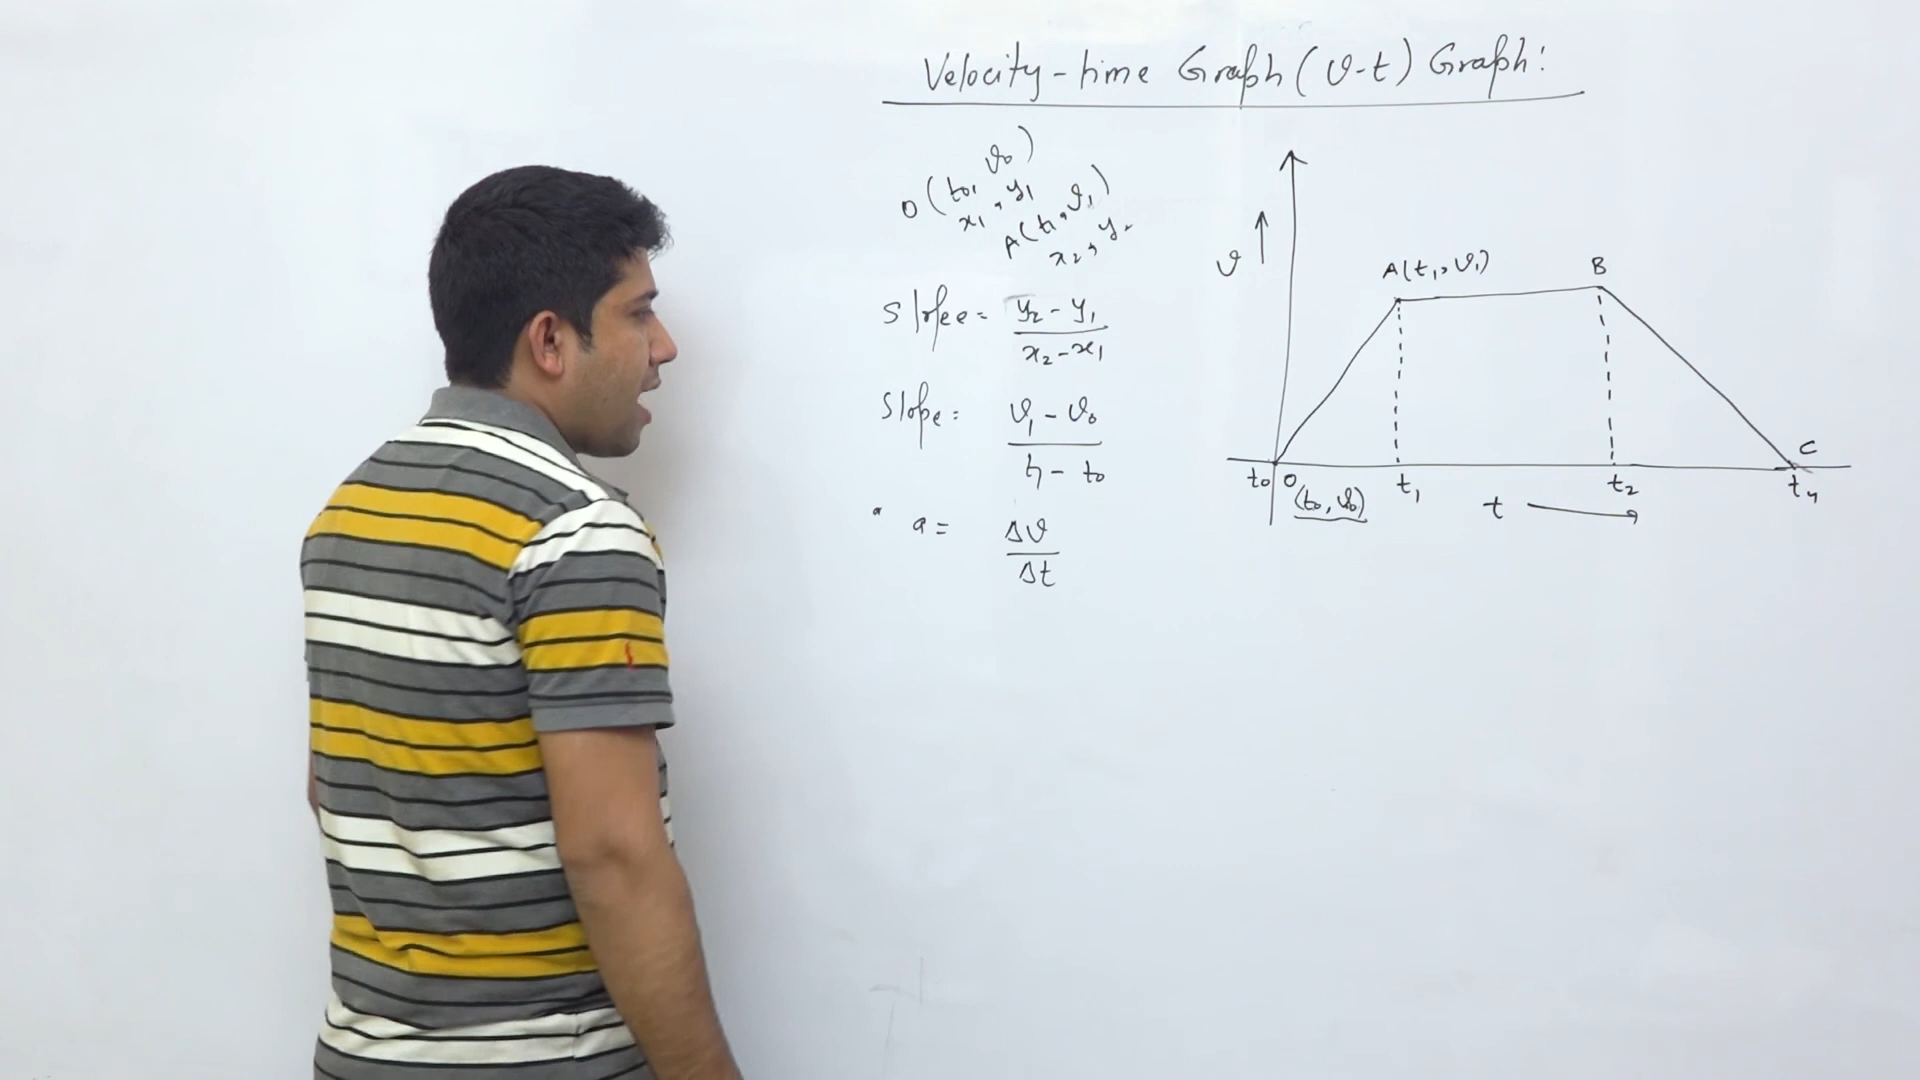 Velocity-time Graph (v-t) Graph:
O (t₀, v₀)
x₁, y₁
A(t₁, v₁)
x₂, y₂
Slope = y₂ - y₁
x₂ - x₁
Slope = v₁ - v₀
t₁ - t₀
a = Δv
Δt
v
A(t₁, v₁)
B
C
t₀ O
t₁
t₂
t₄
(t₀, v₀)
t